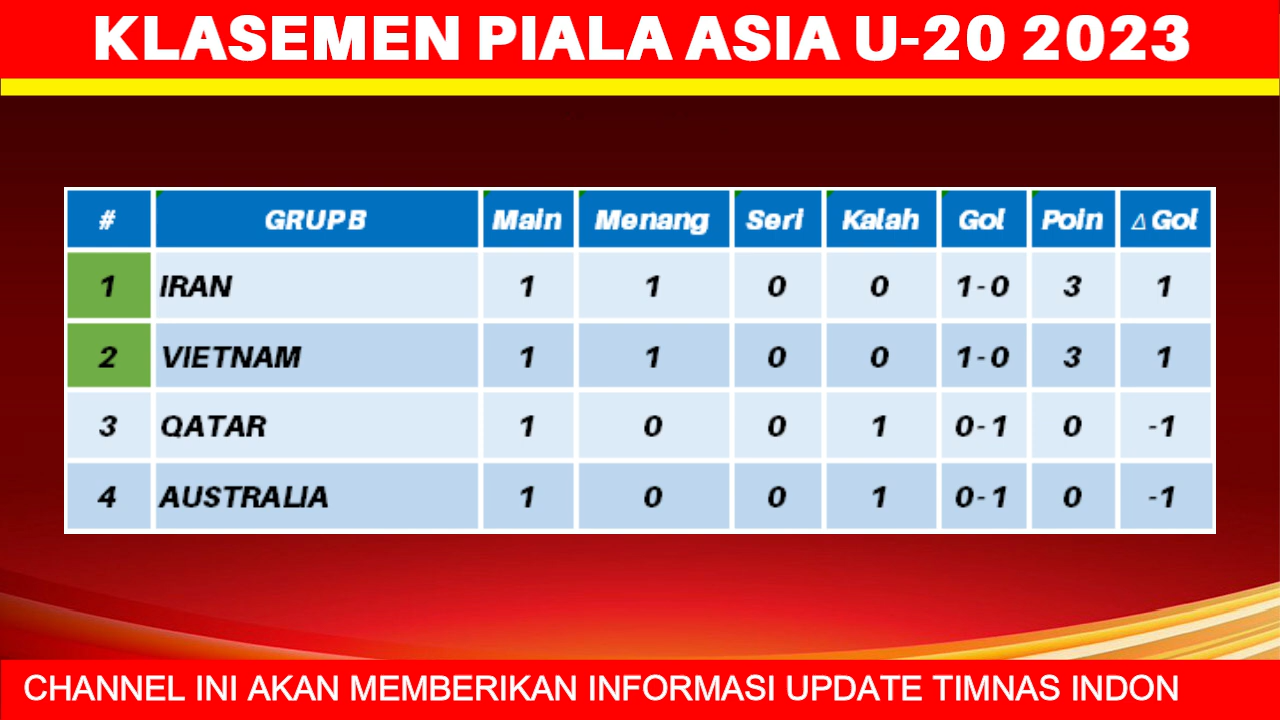 KLASEMEN PIALA ASIA U-20 2023
# GRUP B Main Menang Seri Kalah Gol Poin △ Gol
1 IRAN 1 1 0 0 1-0 3 1
2 VIETNAM 1 1 0 0 1-0 3 1
3 QATAR 1 0 0 1 0-1 0 -1
4 AUSTRALIA 1 0 0 1 0-1 0 -1
CHANNEL INI AKAN MEMBERIKAN INFORMASI UPDATE TIMNAS INDON